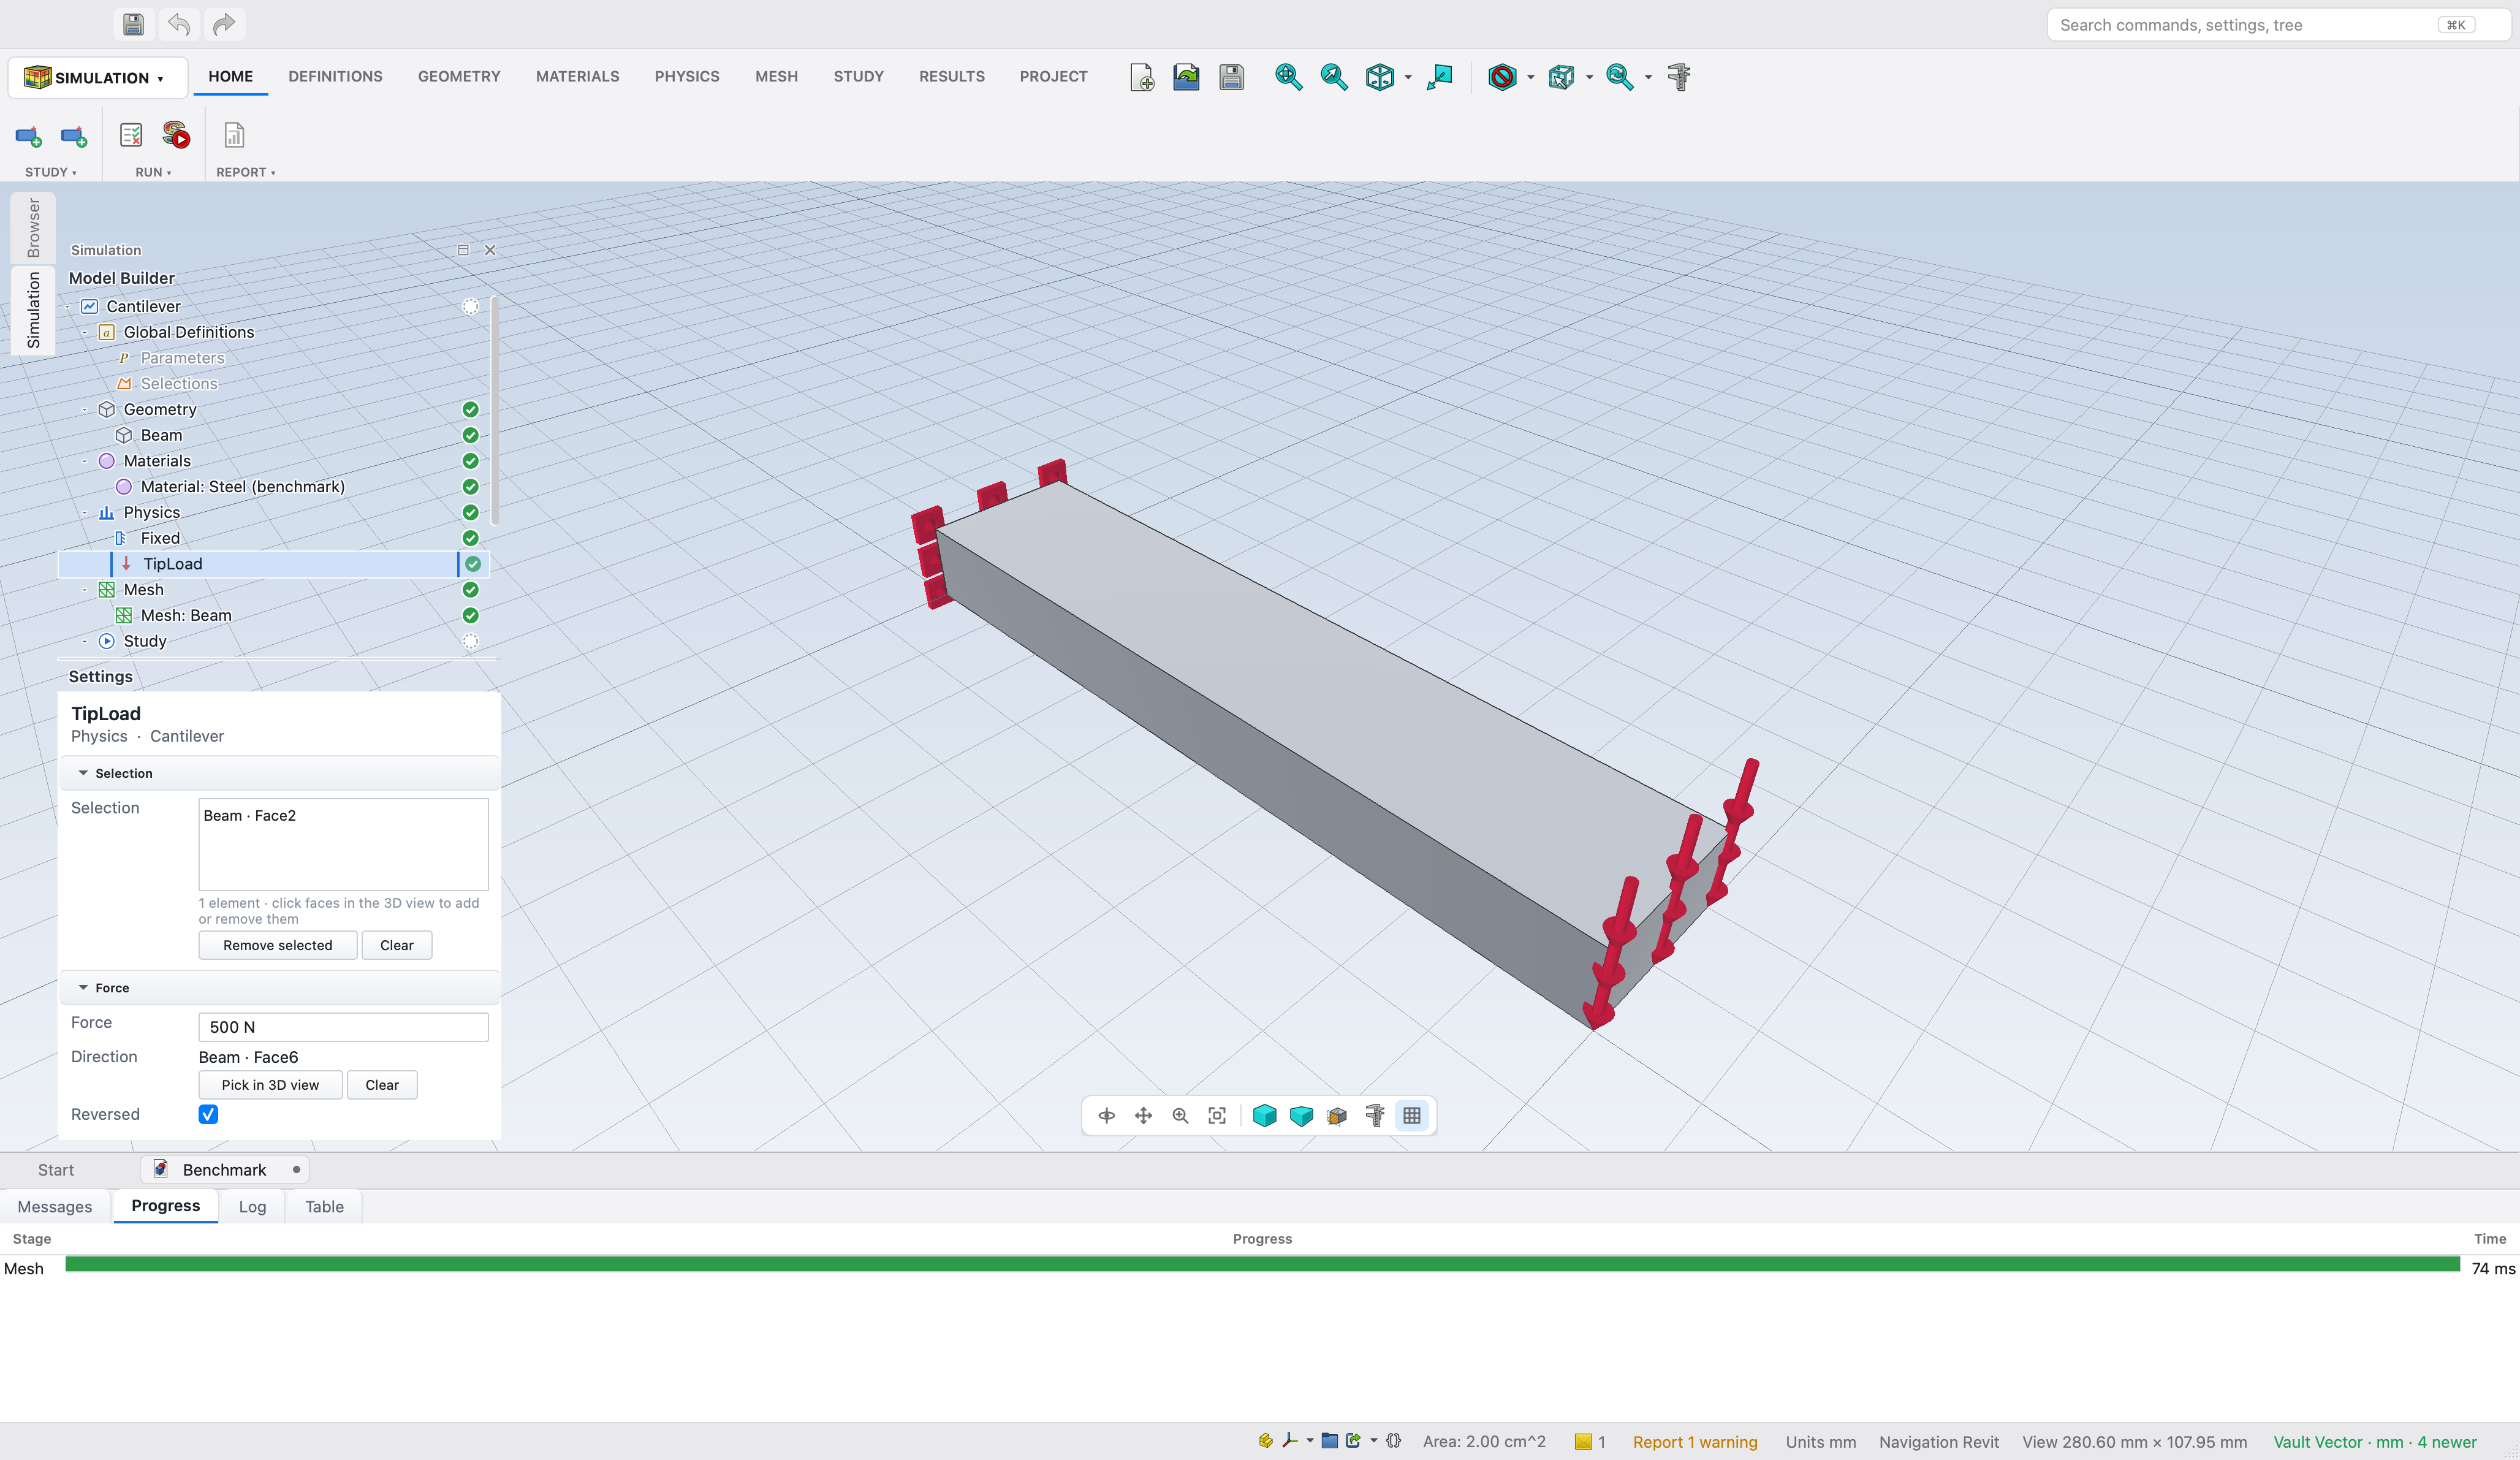 Search commands, settings, tree ⌘K
SIMULATION
HOME DEFINITIONS GEOMETRY MATERIALS PHYSICS MESH STUDY RESULTS PROJECT
STUDY RUN REPORT
Browser
Simulation
Simulation
Model Builder
Cantilever
Global Definitions
Parameters
Selections
Geometry
Beam
Materials
Material: Steel (benchmark)
Physics
Fixed
TipLoad
Mesh
Mesh: Beam
Study
Settings
TipLoad
Physics · Cantilever
Selection
Selection
Beam · Face2
1 element · click faces in the 3D view to add
or remove them
Remove selected Clear
Force
Force 500 N
Direction Beam · Face6
Pick in 3D view Clear
Reversed
Start Benchmark
Messages Progress Log Table
Stage Progress Time
Mesh 74 ms
Area: 2.00 cm^2 1 Report 1 warning Units mm Navigation Revit View 280.60 mm × 107.95 mm Vault Vector · mm · 4 newer